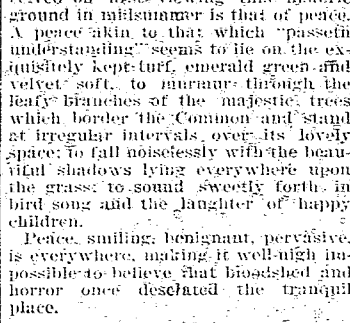 ground in midsummer is that of peace.
A peace akin to that which "passeth
understanding" seems to lie on the ex-
quisitely kept turf, emerald green and
velvet soft, to murmur through the
leafy branches of the majestic trees
which border the Common and stand
at irregular intervals over its lovely
space; to fall noiselessly with the beau-
tiful shadows lying everywhere upon
the grass; to sound sweetly forth in
bird song and the laughter of happy
children.
Peace, smiling, benignant, pervasive,
is everywhere, making it well-nigh im-
possible to believe that bloodshed and
horror once desolated the tranquil
place.